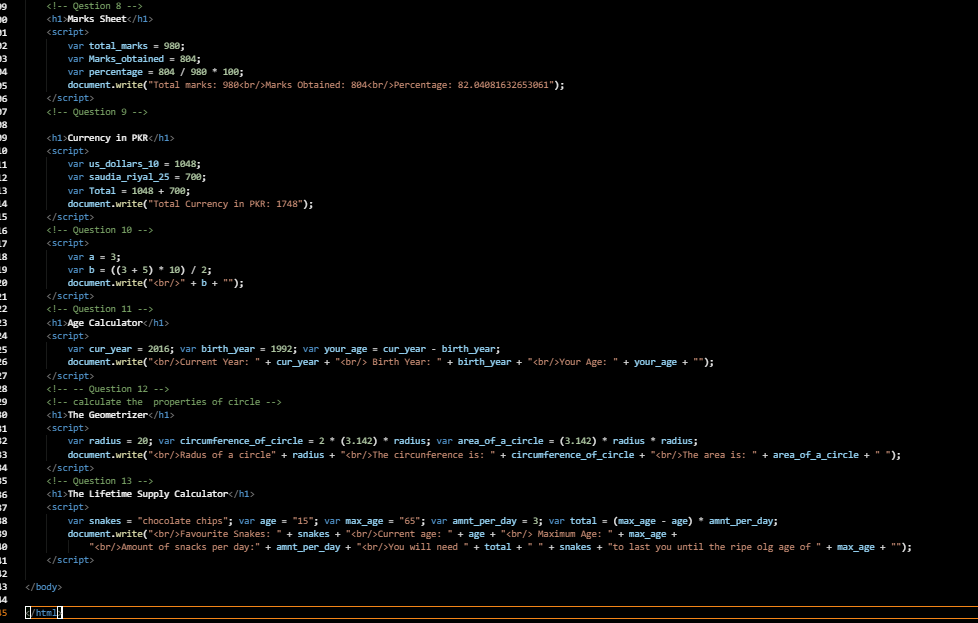 09 <!-- Qestion 8 -->
00 <h1>Marks Sheet</h1>
01 <script>
02 var total_marks = 980;
03 var Marks_obtained = 804;
04 var percentage = 804 / 980 * 100;
05 document.write("Total marks: 980<br/>Marks Obtained: 804<br/>Percentage: 82.04081632653061");
06 </script>
07 <!-- Question 9 -->
08
09 <h1>Currency in PKR</h1>
10 <script>
11 var us_dollars_10 = 1048;
12 var saudia_riyal_25 = 700;
13 var Total = 1048 + 700;
14 document.write("Total Currency in PKR: 1748");
15 </script>
16 <!-- Question 10 -->
17 <script>
18 var a = 3;
19 var b = ((3 + 5) * 10) / 2;
20 document.write("<br/>" + b + "");
21 </script>
22 <!-- Question 11 -->
23 <h1>Age Calculator</h1>
24 <script>
25 var cur_year = 2016; var birth_year = 1992; var your_age = cur_year - birth_year;
26 document.write("<br/>Current Year: " + cur_year + "<br/> Birth Year: " + birth_year + "<br/>Your Age: " + your_age + "");
27 </script>
28 <!-- -- Question 12 -->
29 <!-- calculate the  properties of circle -->
30 <h1>The Geometrizer</h1>
31 <script>
32 var radius = 20; var circumference_of_circle = 2 * (3.142) * radius; var area_of_a_circle = (3.142) * radius * radius;
33 document.write("<br/>Radus of a circle" + radius + "<br/>The circunference is: " + circumference_of_circle + "<br/>The area is: " + area_of_a_circle + " ");
34 </script>
35 <!-- Question 13 -->
36 <h1>The Lifetime Supply Calculator</h1>
37 <script>
38 var snakes = "chocolate chips"; var age = "15"; var max_age = "65"; var amnt_per_day = 3; var total = (max_age - age) * amnt_per_day;
39 document.write("<br/>Favourite Snakes: " + snakes + "<br/>Current age: " + age + "<br/> Maximum Age: " + max_age +
40 "<br/>Amount of snacks per day:" + amnt_per_day + "<br/>You will need " + total + " " + snakes + "to last you until the ripe olg age of " + max_age + "");
41 </script>
42
43 </body>
44
45 </html>